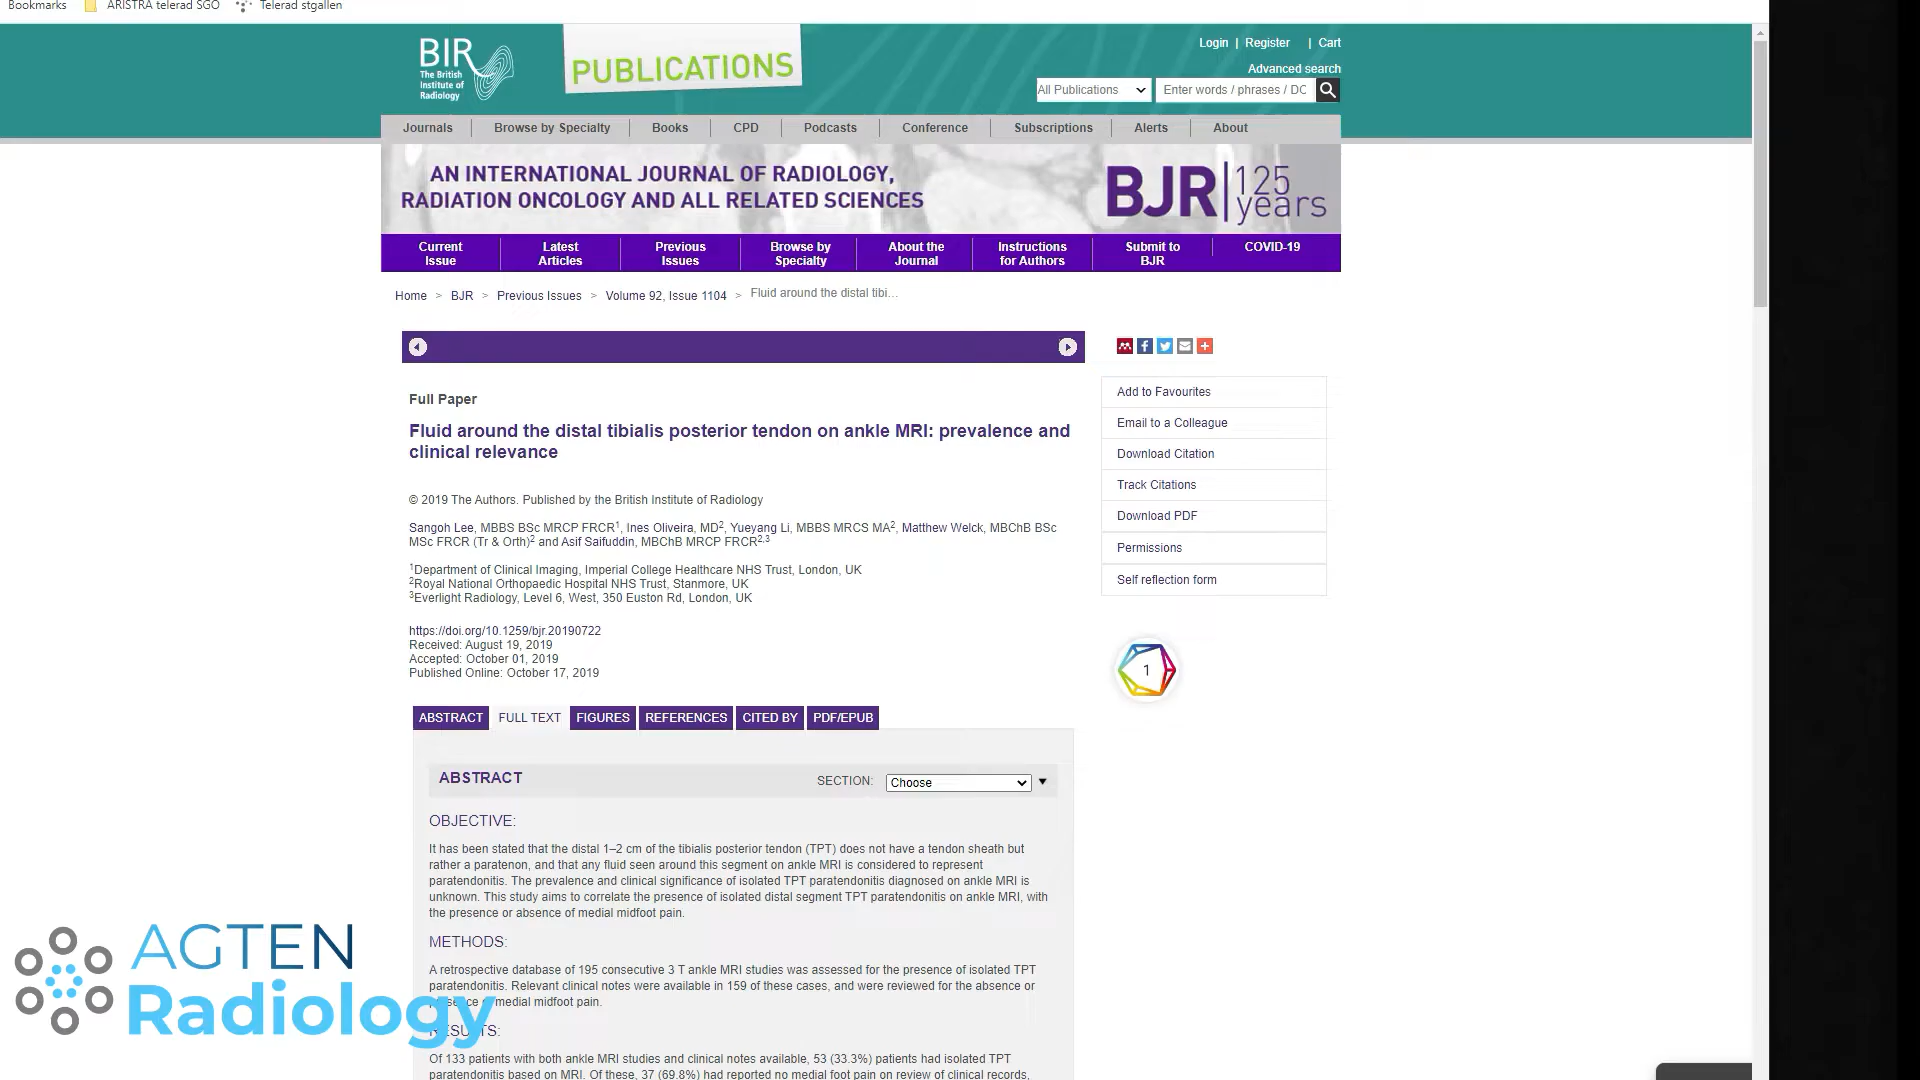 Bookmarks ARISTRA telerad SGO Telerad stgallen
BIR
The British
Institute of
Radiology
PUBLICATIONS
Login | Register | Cart
Advanced search
All Publications Enter words / phrases / DC
Journals Browse by Specialty Books CPD Podcasts Conference Subscriptions Alerts About
AN INTERNATIONAL JOURNAL OF RADIOLOGY,
RADIATION ONCOLOGY AND ALL RELATED SCIENCES
BJR 125
years
Current Issue Latest Articles Previous Issues Browse by Specialty About the Journal Instructions for Authors Submit to BJR COVID-19
Home > BJR > Previous Issues > Volume 92, Issue 1104 > Fluid around the distal tibi...
Full Paper
Fluid around the distal tibialis posterior tendon on ankle MRI: prevalence and
clinical relevance
© 2019 The Authors. Published by the British Institute of Radiology
Sangoh Lee, MBBS BSc MRCP FRCR1, Ines Oliveira, MD2, Yueyang Li, MBBS MRCS MA2, Matthew Welck, MBChB BSc
MSc FRCR (Tr & Orth)2 and Asif Saifuddin, MBChB MRCP FRCR2,3
1Department of Clinical Imaging, Imperial College Healthcare NHS Trust, London, UK
2Royal National Orthopaedic Hospital NHS Trust, Stanmore, UK
3Everlight Radiology, Level 6, West, 350 Euston Rd, London, UK
https://doi.org/10.1259/bjr.20190722
Received: August 19, 2019
Accepted: October 01, 2019
Published Online: October 17, 2019
Add to Favourites
Email to a Colleague
Download Citation
Track Citations
Download PDF
Permissions
Self reflection form
1
ABSTRACT FULL TEXT FIGURES REFERENCES CITED BY PDF/EPUB
ABSTRACT SECTION: Choose
OBJECTIVE:
It has been stated that the distal 1–2 cm of the tibialis posterior tendon (TPT) does not have a tendon sheath but
rather a paratenon, and that any fluid seen around this segment on ankle MRI is considered to represent
paratendonitis. The prevalence and clinical significance of isolated TPT paratendonitis diagnosed on ankle MRI is
unknown. This study aims to correlate the presence of isolated distal segment TPT paratendonitis on ankle MRI, with
the presence or absence of medial midfoot pain.
METHODS:
A retrospective database of 195 consecutive 3 T ankle MRI studies was assessed for the presence of isolated TPT
paratendonitis. Relevant clinical notes were available in 159 of these cases, and were reviewed for the absence or
medial midfoot pain.
RESULTS:
Of 133 patients with both ankle MRI studies and clinical notes available, 53 (33.3%) patients had isolated TPT
paratendonitis based on MRI. Of these, 37 (69.8%) had reported no medial foot pain on review of clinical records,
AGTEN
Radiology